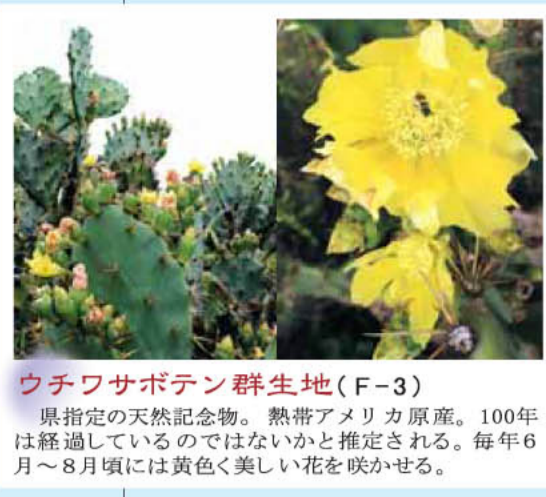 ウチワサボテン群生地(F-3)
県指定の天然記念物。熱帯アメリカ原産。100年
は経過しているのではないかと推定される。毎年6
月～8月頃には黄色く美しい花を咲かせる。